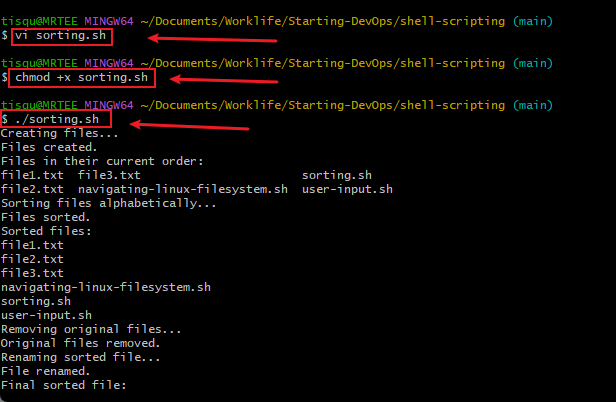 tisqu@MRTEE MINGW64 ~/Documents/Worklife/Starting-DevOps/shell-scripting (main)
$ vi sorting.sh
tisqu@MRTEE MINGW64 ~/Documents/Worklife/Starting-DevOps/shell-scripting (main)
$ chmod +x sorting.sh
tisqu@MRTEE MINGW64 ~/Documents/Worklife/Starting-DevOps/shell-scripting (main)
$ ./sorting.sh
Creating files...
Files created.
Files in their current order:
file1.txt  file3.txt                       sorting.sh
file2.txt  navigating-linux-filesystem.sh  user-input.sh
Sorting files alphabetically...
Files sorted.
Sorted files:
file1.txt
file2.txt
file3.txt
navigating-linux-filesystem.sh
sorting.sh
user-input.sh
Removing original files...
Original files removed.
Renaming sorted file...
File renamed.
Final sorted file: